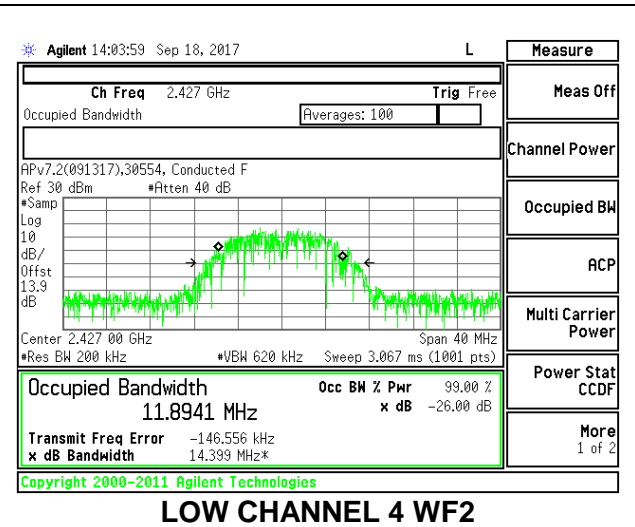 Agilent 14:03:59 Sep 18, 2017 L Measure
Ch Freq 2.427 GHz Trig Free
Meas Off
Occupied Bandwidth Averages: 100
Channel Power
APv7.2(091317),30554, Conducted F
Ref 30 dBm #Atten 40 dB
#Samp
Log
10
dB/
Offst
13.9
dB
Occupied BW
ACP
Multi Carrier
Power
Center 2.427 00 GHz Span 40 MHz
#Res BW 200 kHz #VBW 620 kHz Sweep 3.067 ms (1001 pts)
Power Stat
CCDF
Occupied Bandwidth Occ BW % Pwr 99.00 %
11.8941 MHz x dB -26.00 dB
Transmit Freq Error -146.556 kHz
x dB Bandwidth 14.399 MHz*
More
1 of 2
Copyright 2000-2011 Agilent Technologies
LOW CHANNEL 4 WF2